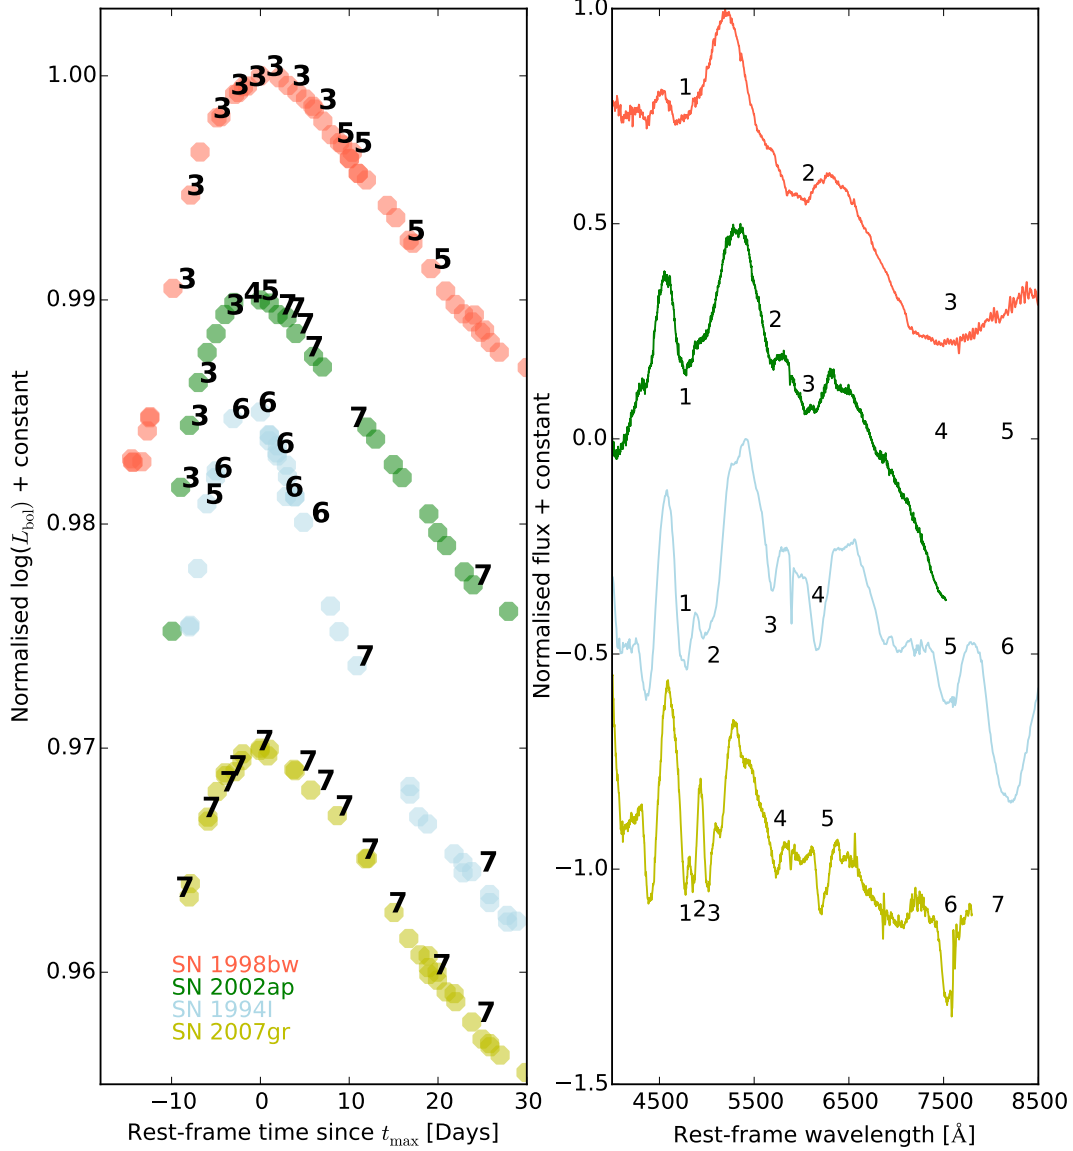 1.00
0.99
0.98
0.97
0.96
Normalised log(L_bol) + constant
3 3 3 3 3 3 3 3 3 5 5 5 5
3 3 3 3 4 5 7 7 7 7 7 7
5 6 6 6 6 6 6 7 7
7 7 7 7 7 7 7 7 7 7 7 7
SN 1998bw
SN 2002ap
SN 1994I
SN 2007gr
−10 0 10 20 30
Rest-frame time since t_max [Days]
1.0
0.5
0.0
−0.5
−1.0
−1.5
Normalised flux + constant
1 2 3
1 2 3 4 5
1 2 3 4 5 6
1 2 3 4 5 6 7
4500 5500 6500 7500 8500
Rest-frame wavelength [Å]